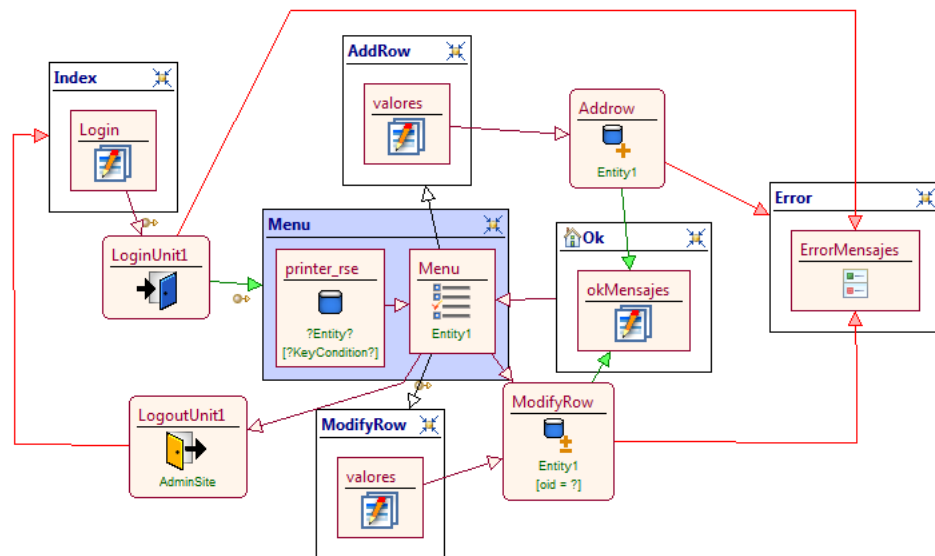 AddRow
valores
Index
Login
Addrow
Entity1
Error
ErrorMensajes
LoginUnit1
Menu
printer_rse
?Entity?
[?KeyCondition?]
Menu
Entity1
Ok
okMensajes
LogoutUnit1
AdminSite
ModifyRow
valores
ModifyRow
Entity1
[oid = ?]